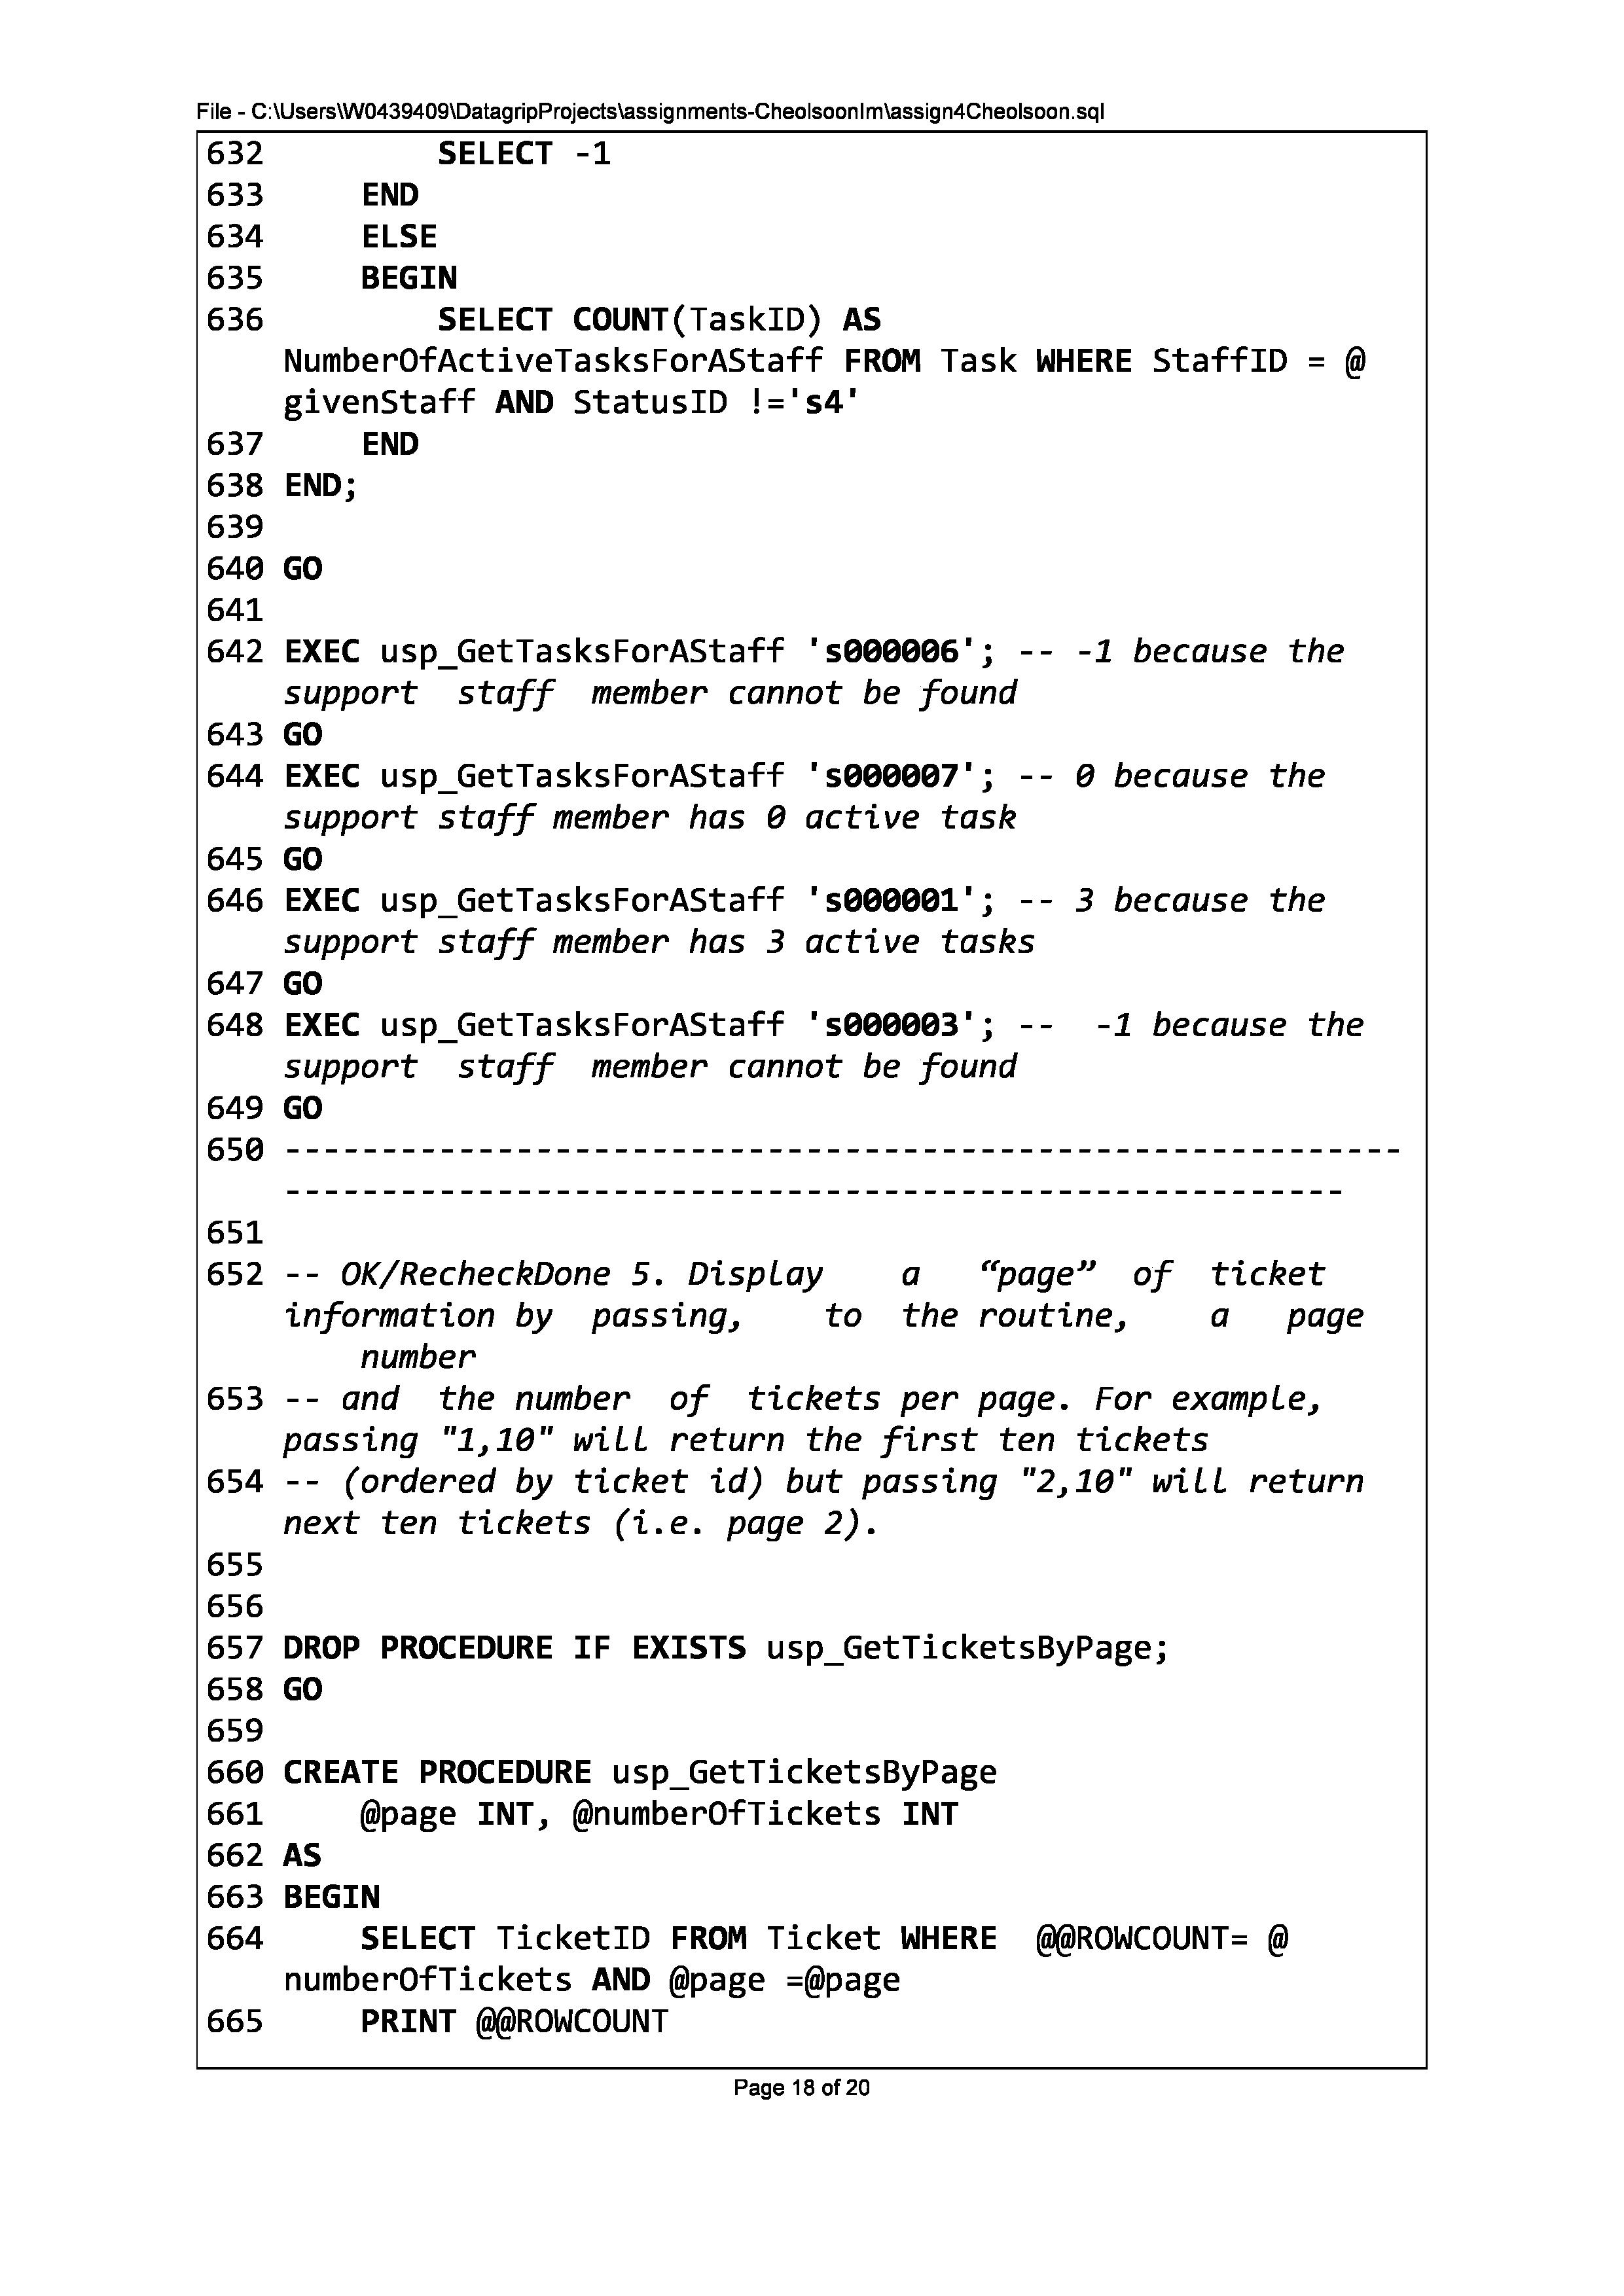 File - C:\Users\W0439409\DatagripProjects\assignments-CheolsoonIm\assign4Cheolsoon.sql
632         SELECT -1
633     END
634     ELSE
635     BEGIN
636         SELECT COUNT(TaskID) AS
NumberOfActiveTasksForAStaff FROM Task WHERE StaffID = @
givenStaff AND StatusID !='s4'
637     END
638 END;
639
640 GO
641
642 EXEC usp_GetTasksForAStaff 's000006'; -- -1 because the
support  staff  member cannot be found
643 GO
644 EXEC usp_GetTasksForAStaff 's000007'; -- 0 because the
support staff member has 0 active task
645 GO
646 EXEC usp_GetTasksForAStaff 's000001'; -- 3 because the
support staff member has 3 active tasks
647 GO
648 EXEC usp_GetTasksForAStaff 's000003'; --  -1 because the
support  staff  member cannot be found
649 GO
650 ----------------------------------------------------------
-------------------------------------------------------
651
652 -- OK/RecheckDone 5. Display    a   “page”  of  ticket
information by  passing,    to  the routine,    a   page
    number
653 -- and  the number  of  tickets per page. For example,
passing "1,10" will return the first ten tickets
654 -- (ordered by ticket id) but passing "2,10" will return
next ten tickets (i.e. page 2).
655
656
657 DROP PROCEDURE IF EXISTS usp_GetTicketsByPage;
658 GO
659
660 CREATE PROCEDURE usp_GetTicketsByPage
661     @page INT, @numberOfTickets INT
662 AS
663 BEGIN
664     SELECT TicketID FROM Ticket WHERE  @@ROWCOUNT= @
numberOfTickets AND @page =@page
665     PRINT @@ROWCOUNT
Page 18 of 20